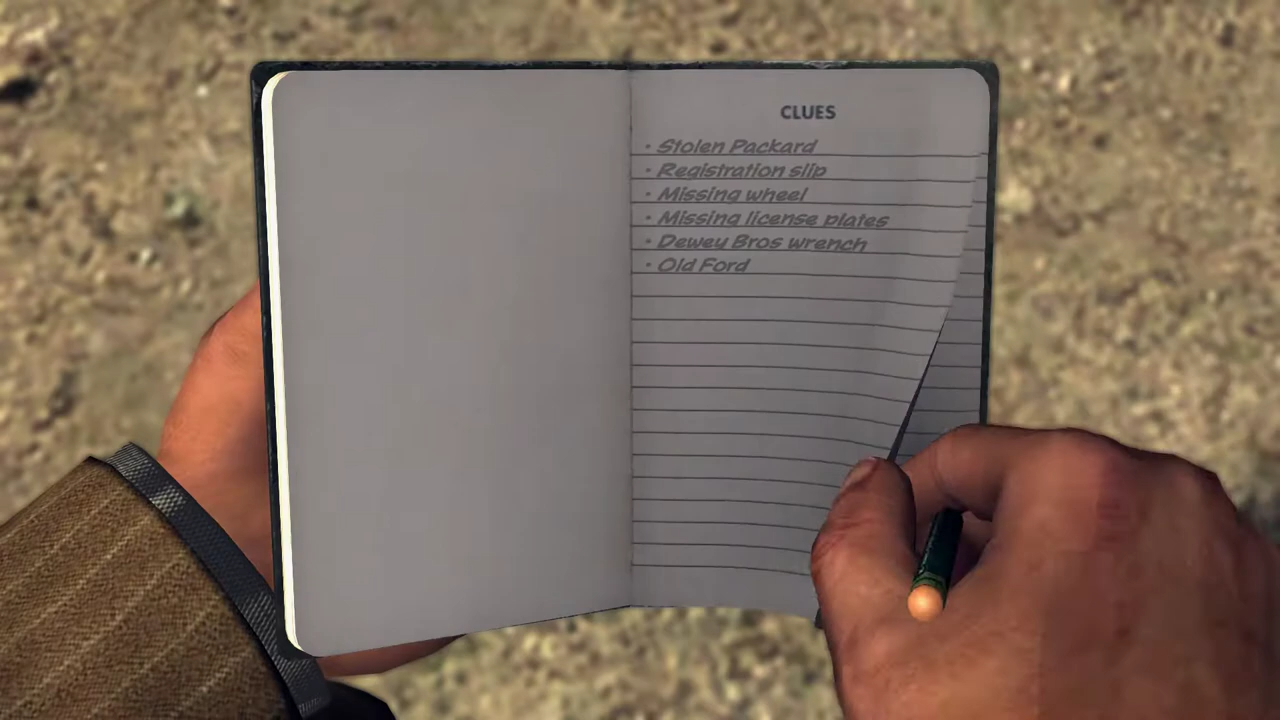 CLUES
· Stolen Packard
· Registration slip
· Missing wheel
· Missing license plates
· Dewey Bros wrench
· Old Ford